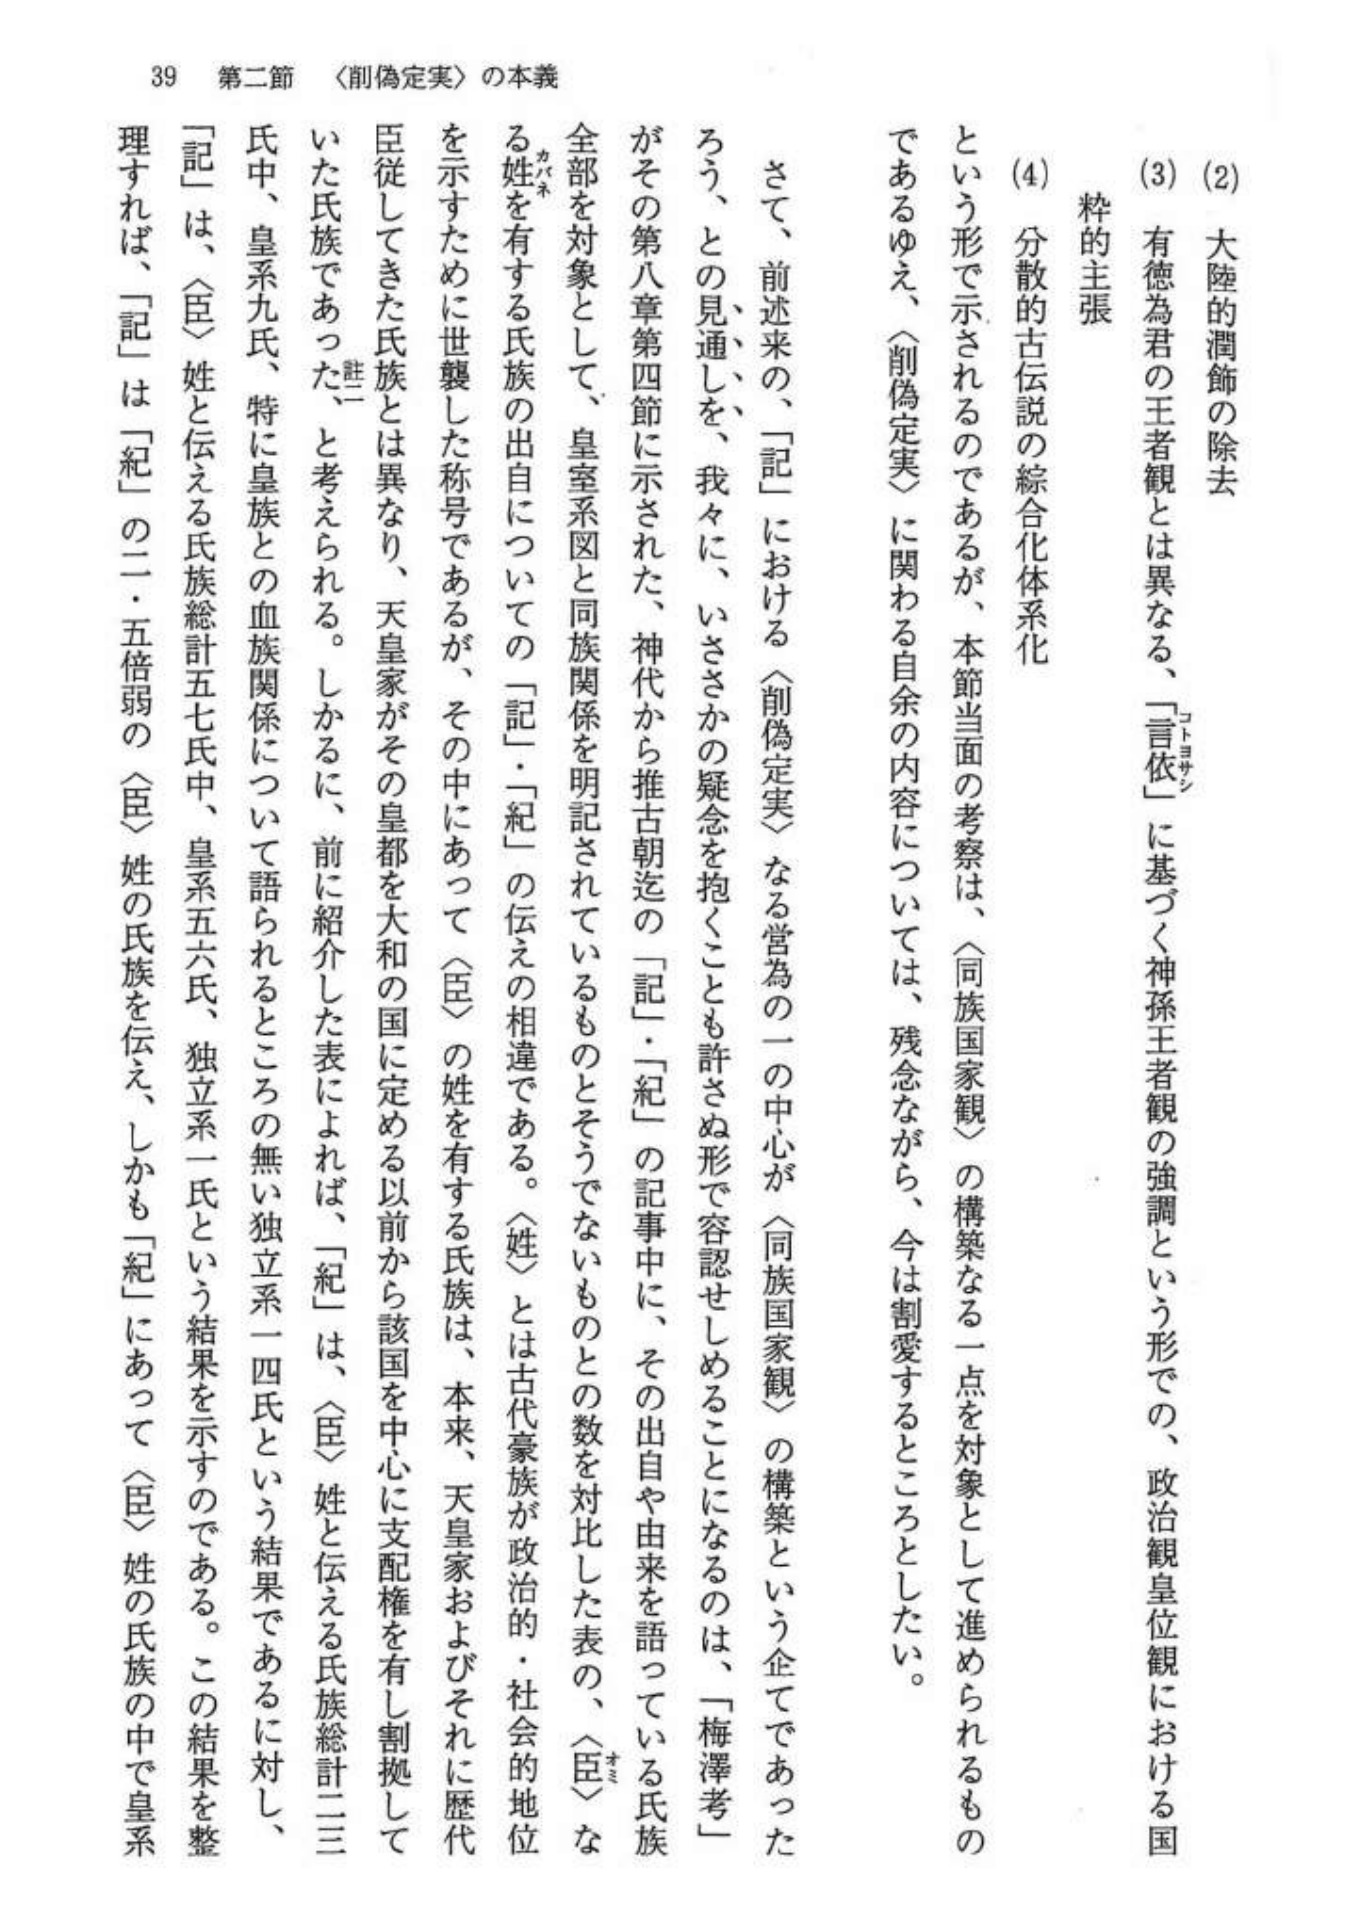 39　第二節　〈削偽定実〉の本義
(2)　大陸的潤飾の除去
(3)　有徳為君の王者観とは異なる、「言依」に基づく神孫王者観の強調という形での、政治観皇位観における国
コトヨサシ
粋的主張
(4)　分散的古伝説の綜合化体系化
という形で示されるのであるが、本節当面の考察は、〈同族国家観〉の構築なる一点を対象として進められるもの
であるゆえ、〈削偽定実〉に関わる自余の内容については、残念ながら、今は割愛するところとしたい。
さて、前述来の、「記」における〈削偽定実〉なる営為の一の中心が〈同族国家観〉の構築という企てであった
ろう、との見通しを、我々に、いささかの疑念を抱くことも許さぬ形で容認せしめることになるのは、「梅澤考」
がその第八章第四節に示された、神代から推古朝迄の「記」・「紀」の記事中に、その出自や由来を語っている氏族
全部を対象として、皇室系図と同族関係を明記されているものとそうでないものとの数を対比した表の、〈臣〉な
オミ
る姓を有する氏族の出自についての「記」・「紀」の伝えの相違である。〈姓〉とは古代豪族が政治的・社会的地位
カバネ
を示すために世襲した称号であるが、その中にあって〈臣〉の姓を有する氏族は、本来、天皇家およびそれに歴代
臣従してきた氏族とは異なり、天皇家がその皇都を大和の国に定める以前から該国を中心に支配権を有し割拠して
いた氏族であった、と考えられる。しかるに、前に紹介した表によれば、「紀」は、〈臣〉姓と伝える氏族総計二三
註二
氏中、皇系九氏、特に皇族との血族関係について語られるところの無い独立系一四氏という結果であるに対し、
「記」は、〈臣〉姓と伝える氏族総計五七氏中、皇系五六氏、独立系一氏という結果を示すのである。この結果を整
理すれば、「記」は「紀」の二・五倍弱の〈臣〉姓の氏族を伝え、しかも「紀」にあって〈臣〉姓の氏族の中で皇系